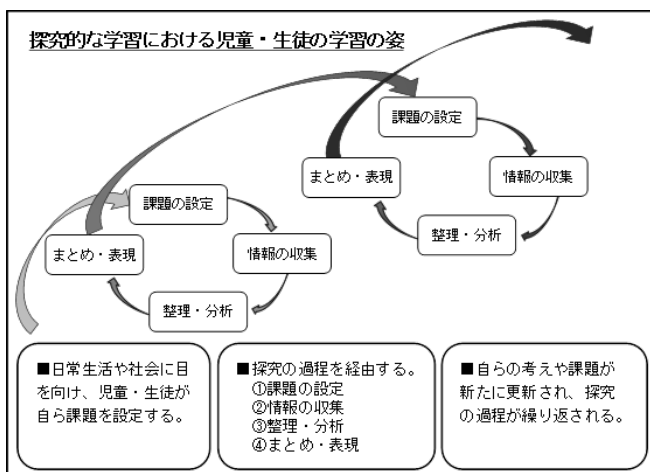 探究的な学習における児童・生徒の学習の姿
課題の設定
情報の収集
整理・分析
まとめ・表現
課題の設定
情報の収集
整理・分析
まとめ・表現
■日常生活や社会に目
を向け、児童・生徒が
自ら課題を設定する。
■探究の過程を経由する。
①課題の設定
②情報の収集
③整理・分析
④まとめ・表現
■自らの考えや課題が
新たに更新され、探究
の過程が繰り返される。